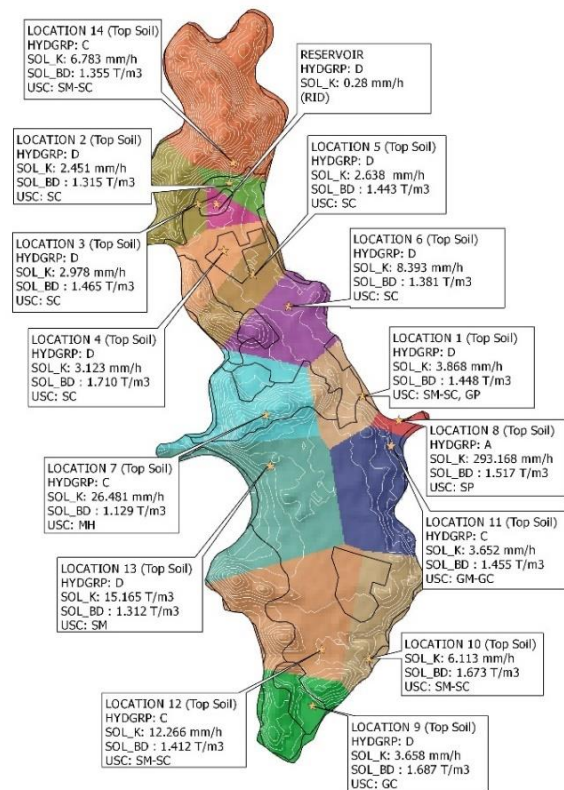 LOCATION 14 (Top Soil)
HYDGRP: C
SOL_K: 6.783 mm/h
SOL_BD: 1.355 T/m3
USC: SM-SC
RESERVOIR
HYDGRP: D
SOL_K: 0.28 mm/h
(RID)
LOCATION 2 (Top Soil)
HYDGRP: D
SOL_K: 2.451 mm/h
SOL_BD : 1.315 T/m3
USC: SC
LOCATION 5 (Top Soil)
HYDGRP: D
SOL_K: 2.638 mm/h
SOL_BD : 1.443 T/m3
USC: SC
LOCATION 3 (Top Soil)
HYDGRP: D
SOL_K: 2.978 mm/h
SOL_BD : 1.465 T/m3
USC: SC
LOCATION 6 (Top Soil)
HYDGRP: D
SOL_K: 8.393 mm/h
SOL_BD : 1.381 T/m3
USC: SC
LOCATION 4 (Top Soil)
HYDGRP: D
SOL_K: 3.123 mm/h
SOL_BD : 1.710 T/m3
USC: SC
LOCATION 1 (Top Soil)
HYDGRP: D
SOL_K: 3.868 mm/h
SOL_BD : 1.448 T/m3
USC: SM-SC, GP
LOCATION 8 (Top Soil)
HYDGRP: A
SOL_K: 293.168 mm/h
SOL_BD : 1.517 T/m3
USC: SP
LOCATION 7 (Top Soil)
HYDGRP: C
SOL_K: 26.481 mm/h
SOL_BD : 1.129 T/m3
USC: MH
LOCATION 11 (Top Soil)
HYDGRP: C
SOL_K: 3.652 mm/h
SOL_BD : 1.455 T/m3
USC: GM-GC
LOCATION 13 (Top Soil)
HYDGRP: D
SOL_K: 15.165 T/m3
SOL_BD : 1.312 T/m3
USC: SM
LOCATION 10 (Top Soil)
HYDGRP: D
SOL_K: 6.113 mm/h
SOL_BD : 1.673 T/m3
USC: SM-SC
LOCATION 12 (Top Soil)
HYDGRP: C
SOL_K: 12.266 mm/h
SOL_BD : 1.412 T/m3
USC: SM-SC
LOCATION 9 (Top Soil)
HYDGRP: D
SOL_K: 3.658 mm/h
SOL_BD : 1.687 T/m3
USC: GC